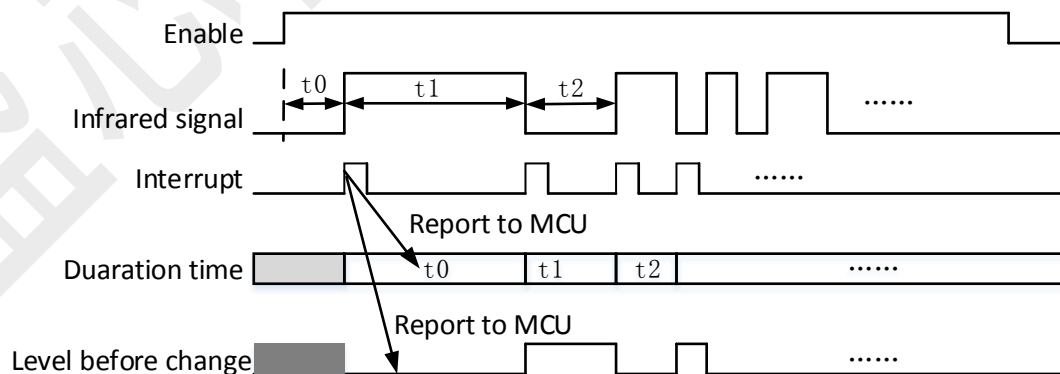 Enable
t0
t1
t2
Infrared signal
......
Interrupt
......
Report to MCU
Duaration time
t0
t1
t2
......
Report to MCU
Level before change
......